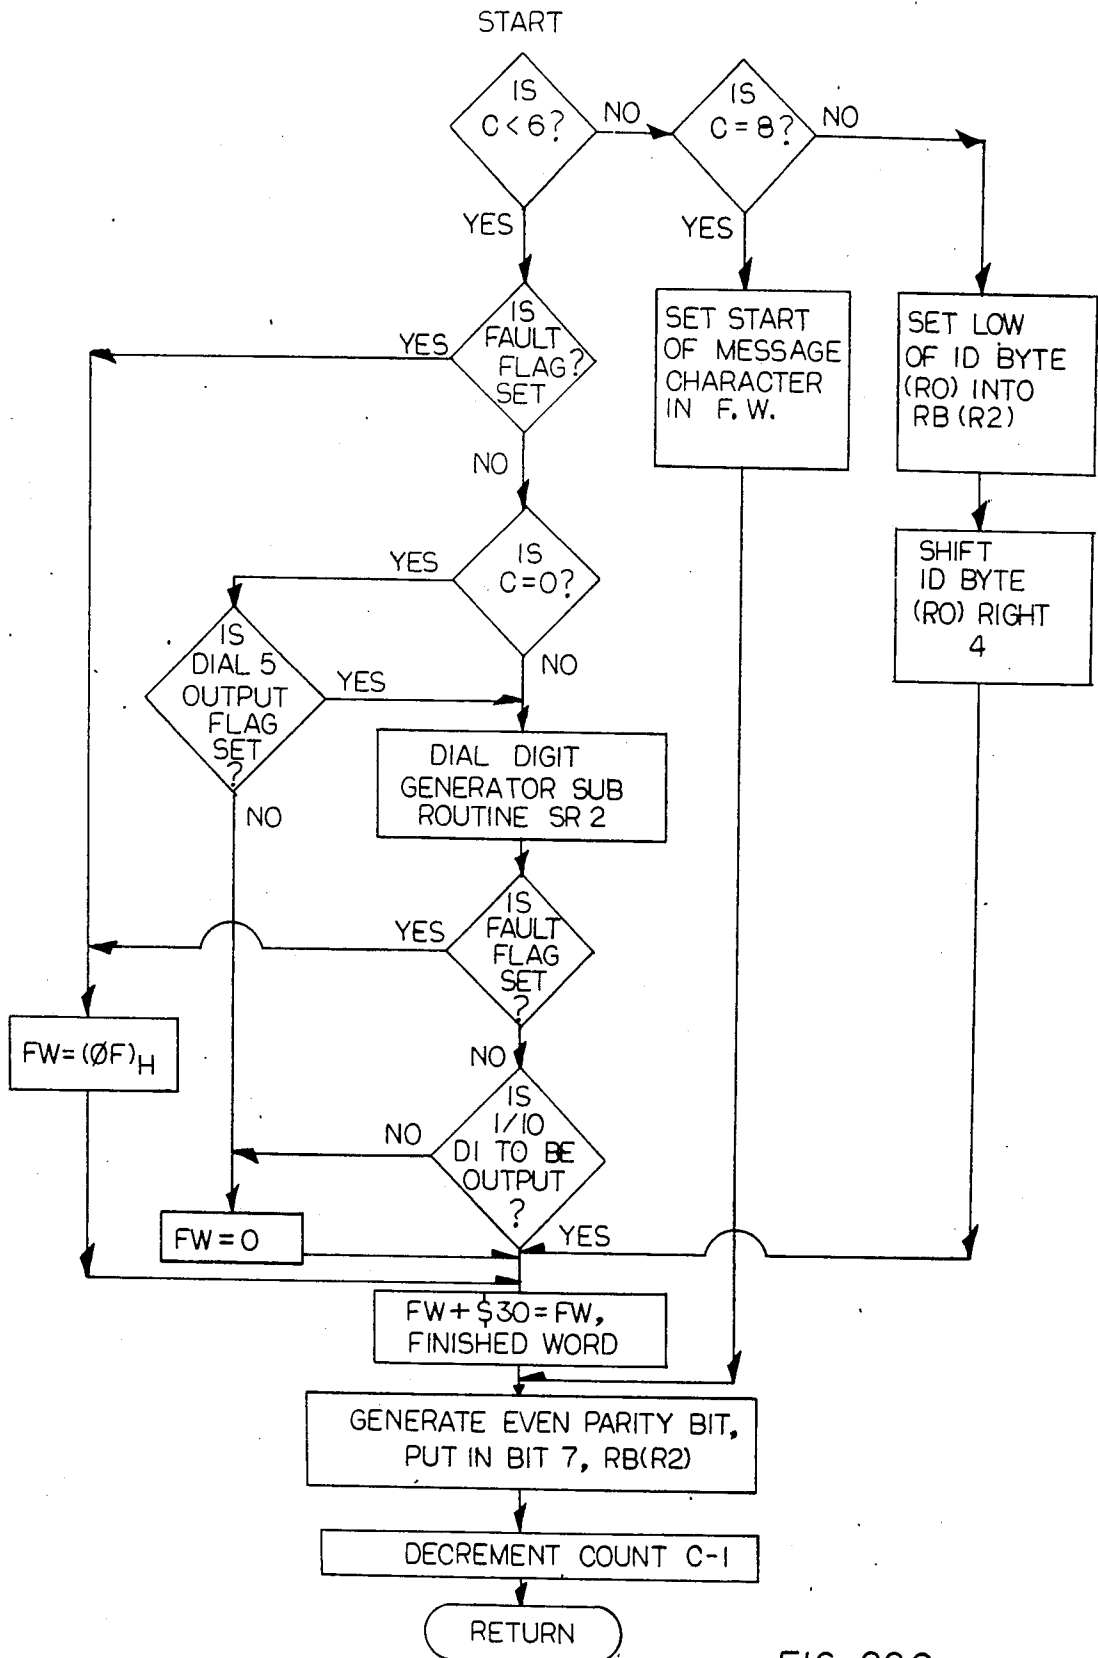 START
IS
C<6?
NO
IS
C=8?
NO
YES
YES
IS
FAULT
FLAG?
SET
YES
SET START
OF MESSAGE
CHARACTER
IN F.W.
SET LOW
OF ID BYTE
(RO) INTO
RB(R2)
NO
IS
C=0?
YES
SHIFT
ID BYTE
(RO) RIGHT
4
IS
DIAL 5
OUTPUT
FLAG
SET
?
YES
NO
DIAL DIGIT
GENERATOR SUB
ROUTINE SR2
NO
IS
FAULT
FLAG
SET
?
YES
FW=(ØF)H
NO
IS
1/10
D1 TO BE
OUTPUT
?
NO
YES
FW=0
FW+$30=FW,
FINISHED WORD
GENERATE EVEN PARITY BIT,
PUT IN BIT 7, RB(R2)
DECREMENT COUNT C-1
RETURN